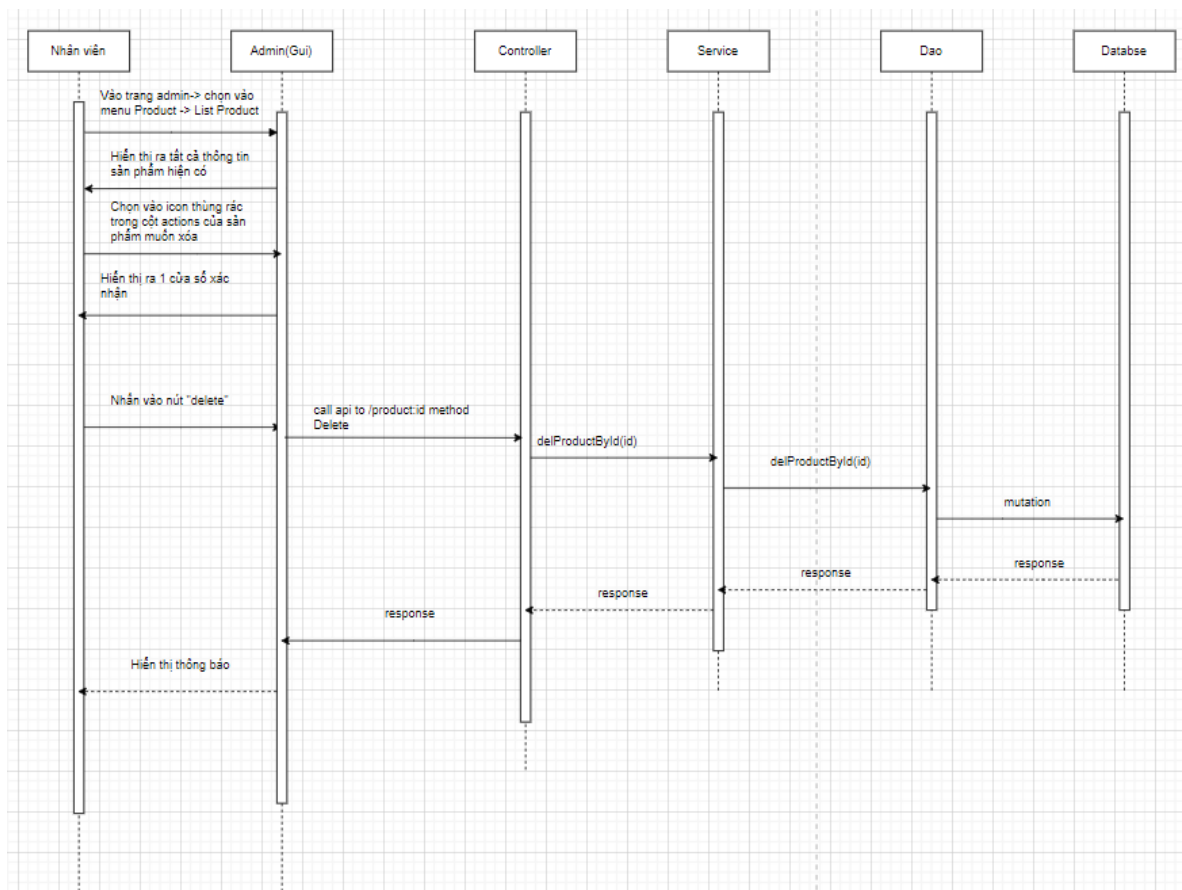 Nhân viên
Admin(Gui)
Controller
Service
Dao
Databse
Vào trang admin-> chọn vào
menu Product -> List Product
Hiển thị ra tất cả thông tin
sản phẩm hiện có
Chọn vào icon thùng rác
trong cột actions của sản
phẩm muốn xóa
Hiển thị ra 1 cửa sổ xác
nhận
Nhấn vào nút "delete"
call api to /product:id method
Delete
delProductById(id)
delProductById(id)
mutation
response
response
response
response
Hiển thị thông báo